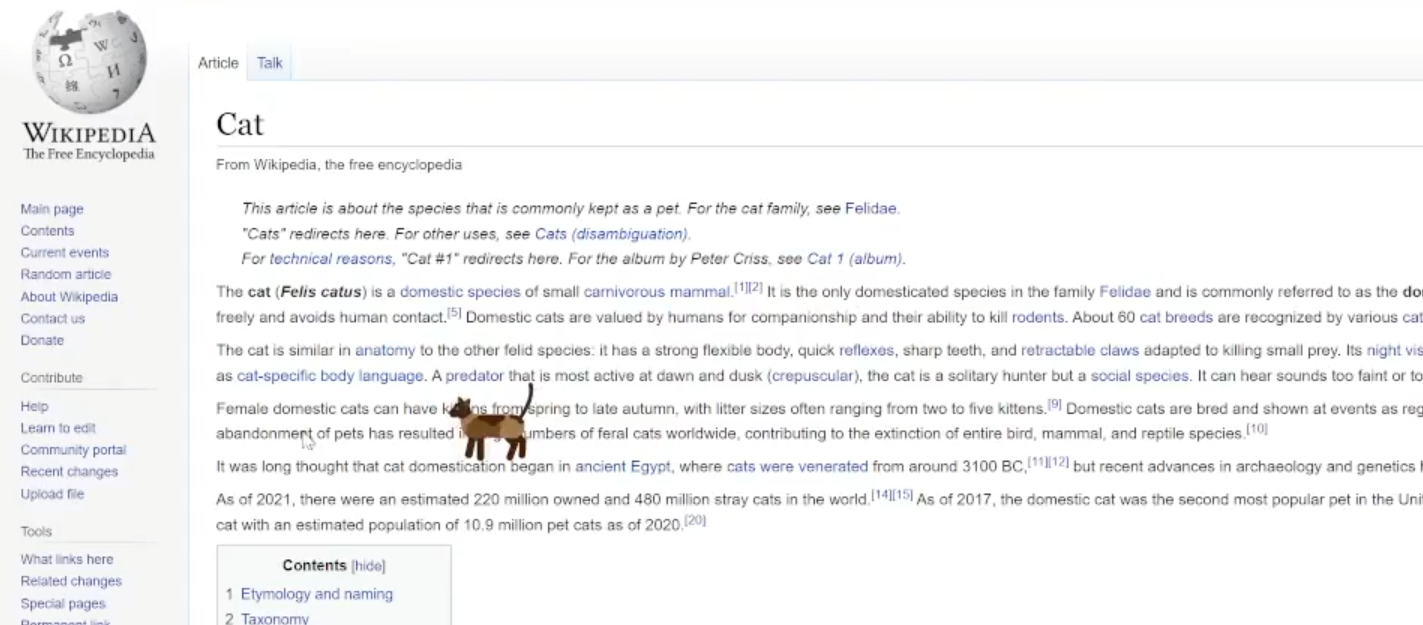 WIKIPEDIA
The Free Encyclopedia
Main page
Contents
Current events
Random article
About Wikipedia
Contact us
Donate
Contribute
Help
Learn to edit
Community portal
Recent changes
Upload file
Tools
What links here
Related changes
Special pages
Permanent link
Article Talk
Cat
From Wikipedia, the free encyclopedia
This article is about the species that is commonly kept as a pet. For the cat family, see Felidae.
"Cats" redirects here. For other uses, see Cats (disambiguation).
For technical reasons, "Cat #1" redirects here. For the album by Peter Criss, see Cat 1 (album).
The cat (Felis catus) is a domestic species of small carnivorous mammal.[1][2] It is the only domesticated species in the family Felidae and is commonly referred to as the do
freely and avoids human contact.[5] Domestic cats are valued by humans for companionship and their ability to kill rodents. About 60 cat breeds are recognized by various cat
The cat is similar in anatomy to the other felid species: it has a strong flexible body, quick reflexes, sharp teeth, and retractable claws adapted to killing small prey. Its night vis
as cat-specific body language. A predator that is most active at dawn and dusk (crepuscular), the cat is a solitary hunter but a social species. It can hear sounds too faint or to
Female domestic cats can have from spring to late autumn, with litter sizes often ranging from two to five kittens.[9] Domestic cats are bred and shown at events as reg
abandonment of pets has resulted umbers of feral cats worldwide, contributing to the extinction of entire bird, mammal, and reptile species.[10]
It was long thought that cat domestication began in ancient Egypt, where cats were venerated from around 3100 BC,[11][12] but recent advances in archaeology and genetics
As of 2021, there were an estimated 220 million owned and 480 million stray cats in the world.[14][15] As of 2017, the domestic cat was the second most popular pet in the Uni
cat with an estimated population of 10.9 million pet cats as of 2020.[20]
Contents [hide]
1 Etymology and naming
2 Taxonomy